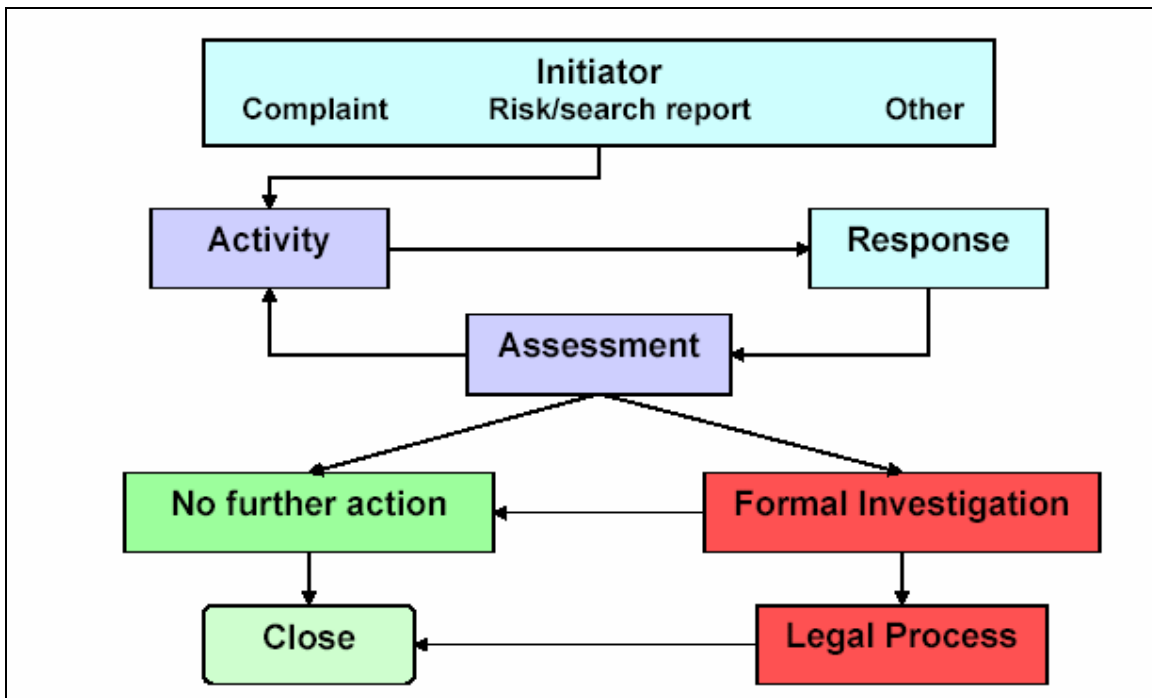 Initiator
Complaint Risk/search report Other
Activity
Response
Assessment
No further action
Formal Investigation
Close
Legal Process